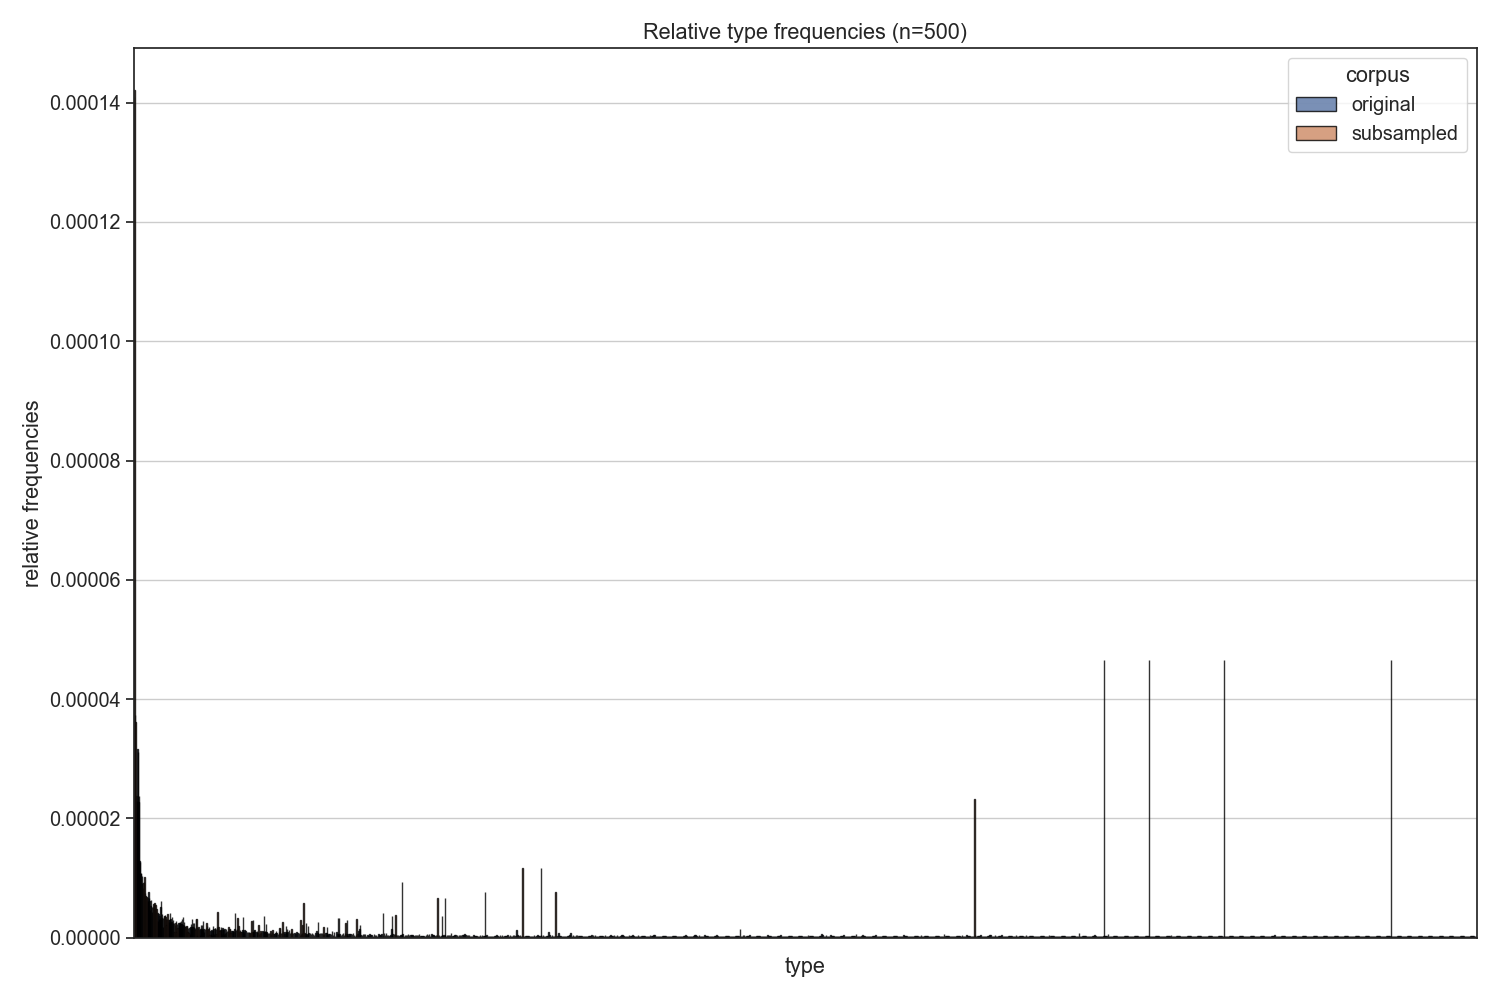 Relative type frequencies (n=500)
corpus
original
subsampled
0.00014
0.00012
0.00010
0.00008
0.00006
0.00004
0.00002
0.00000
relative frequencies
type